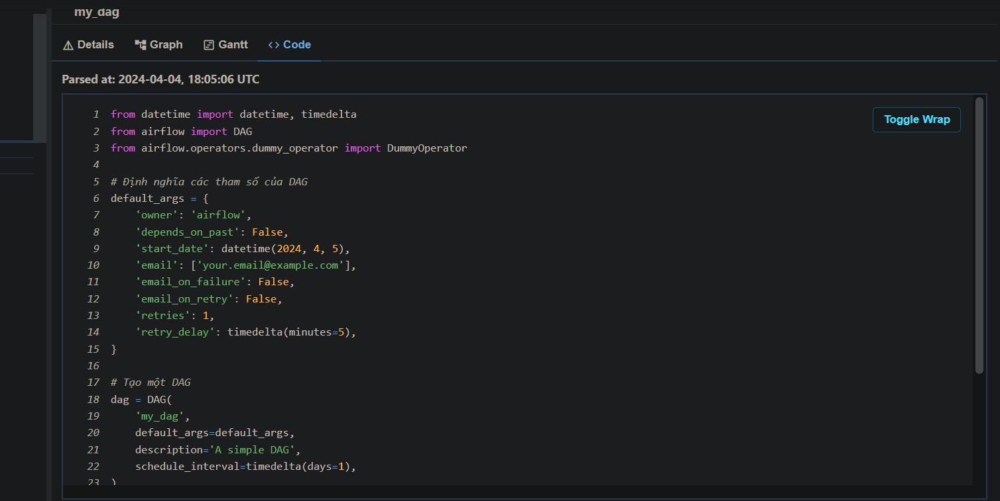 my_dag
Details Graph Gantt <> Code
Parsed at: 2024-04-04, 18:05:06 UTC
Toggle Wrap
1 from datetime import datetime, timedelta
2 from airflow import DAG
3 from airflow.operators.dummy_operator import DummyOperator
4
5 # Định nghĩa các tham số của DAG
6 default_args = {
7     'owner': 'airflow',
8     'depends_on_past': False,
9     'start_date': datetime(2024, 4, 5),
10     'email': ['your.email@example.com'],
11     'email_on_failure': False,
12     'email_on_retry': False,
13     'retries': 1,
14     'retry_delay': timedelta(minutes=5),
15 }
16
17 # Tạo một DAG
18 dag = DAG(
19     'my_dag',
20     default_args=default_args,
21     description='A simple DAG',
22     schedule_interval=timedelta(days=1),
23 )